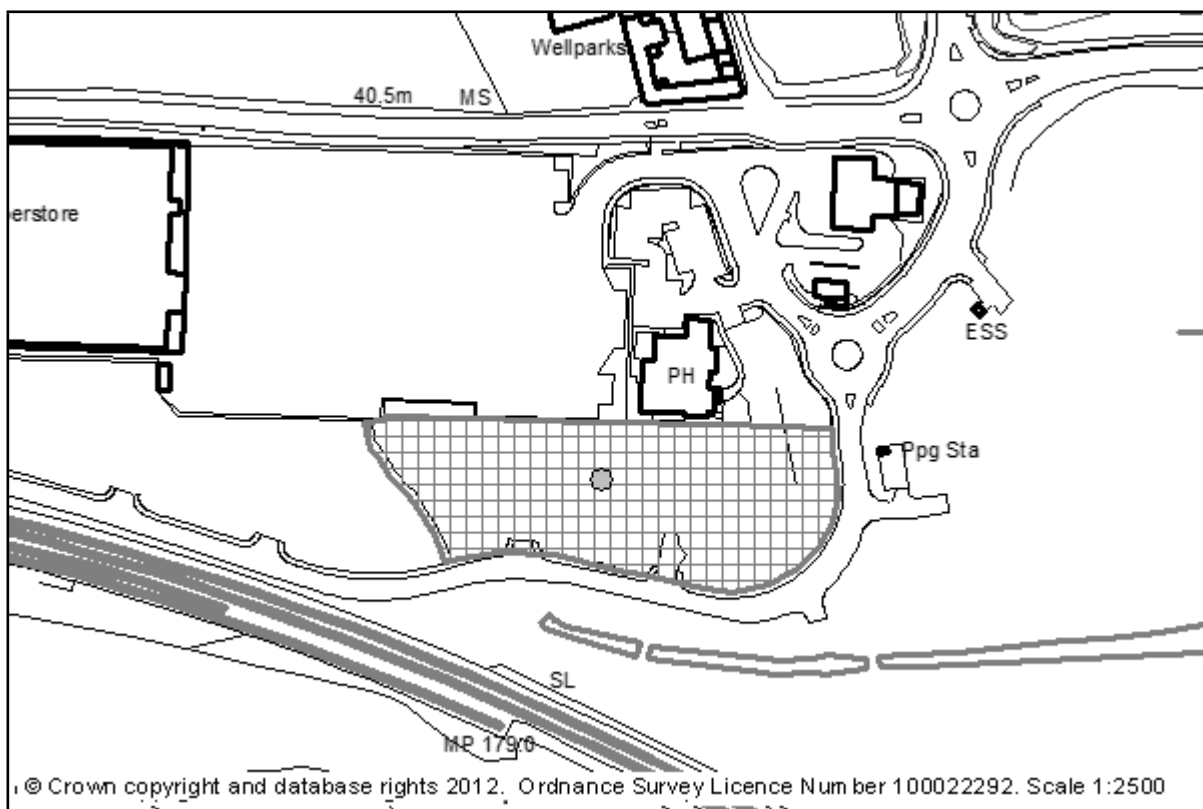 Wellparks
40.5m
MS
erstore
ESS
PH
Ppg Sta
SL
MP 179.0
© Crown copyright and database rights 2012. Ordnance Survey Licence Number 100022292. Scale 1:2500